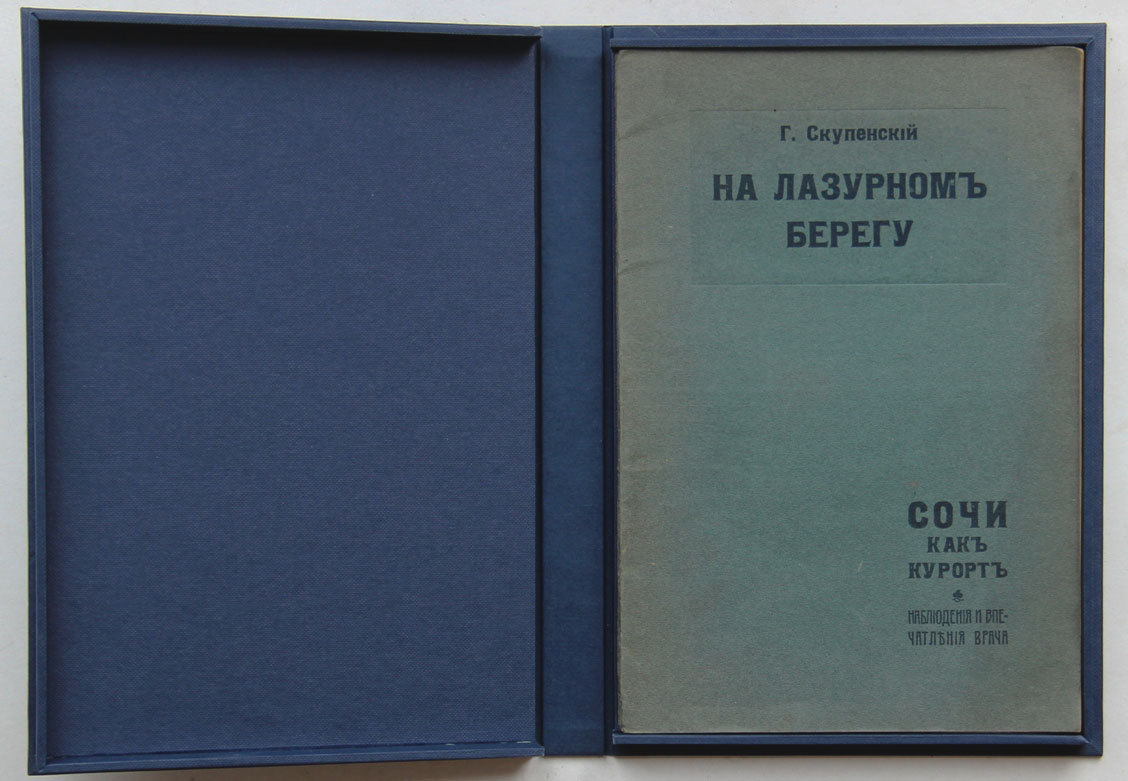 Г. Скупенскій
НА ЛАЗУРНОМЪ
БЕРЕГУ
СОЧИ
КАКЪ
КУРОРТЪ
НАБЛЮДЕНІЯ И ВПЕ-
ЧАТЛѢНІЯ ВРАЧА